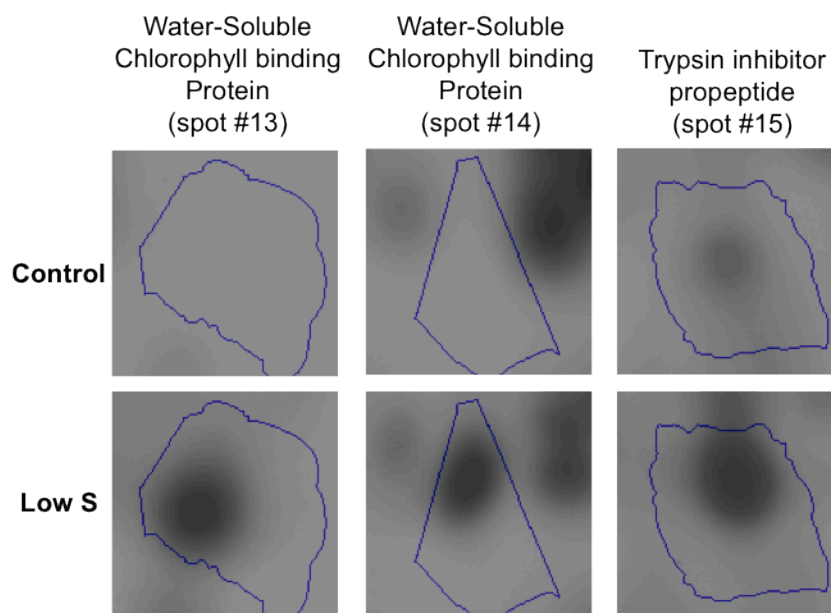 Water-Soluble
Chlorophyll binding
Protein
(spot #13)
Water-Soluble
Chlorophyll binding
Protein
(spot #14)
Trypsin inhibitor
propeptide
(spot #15)
Control
Low S